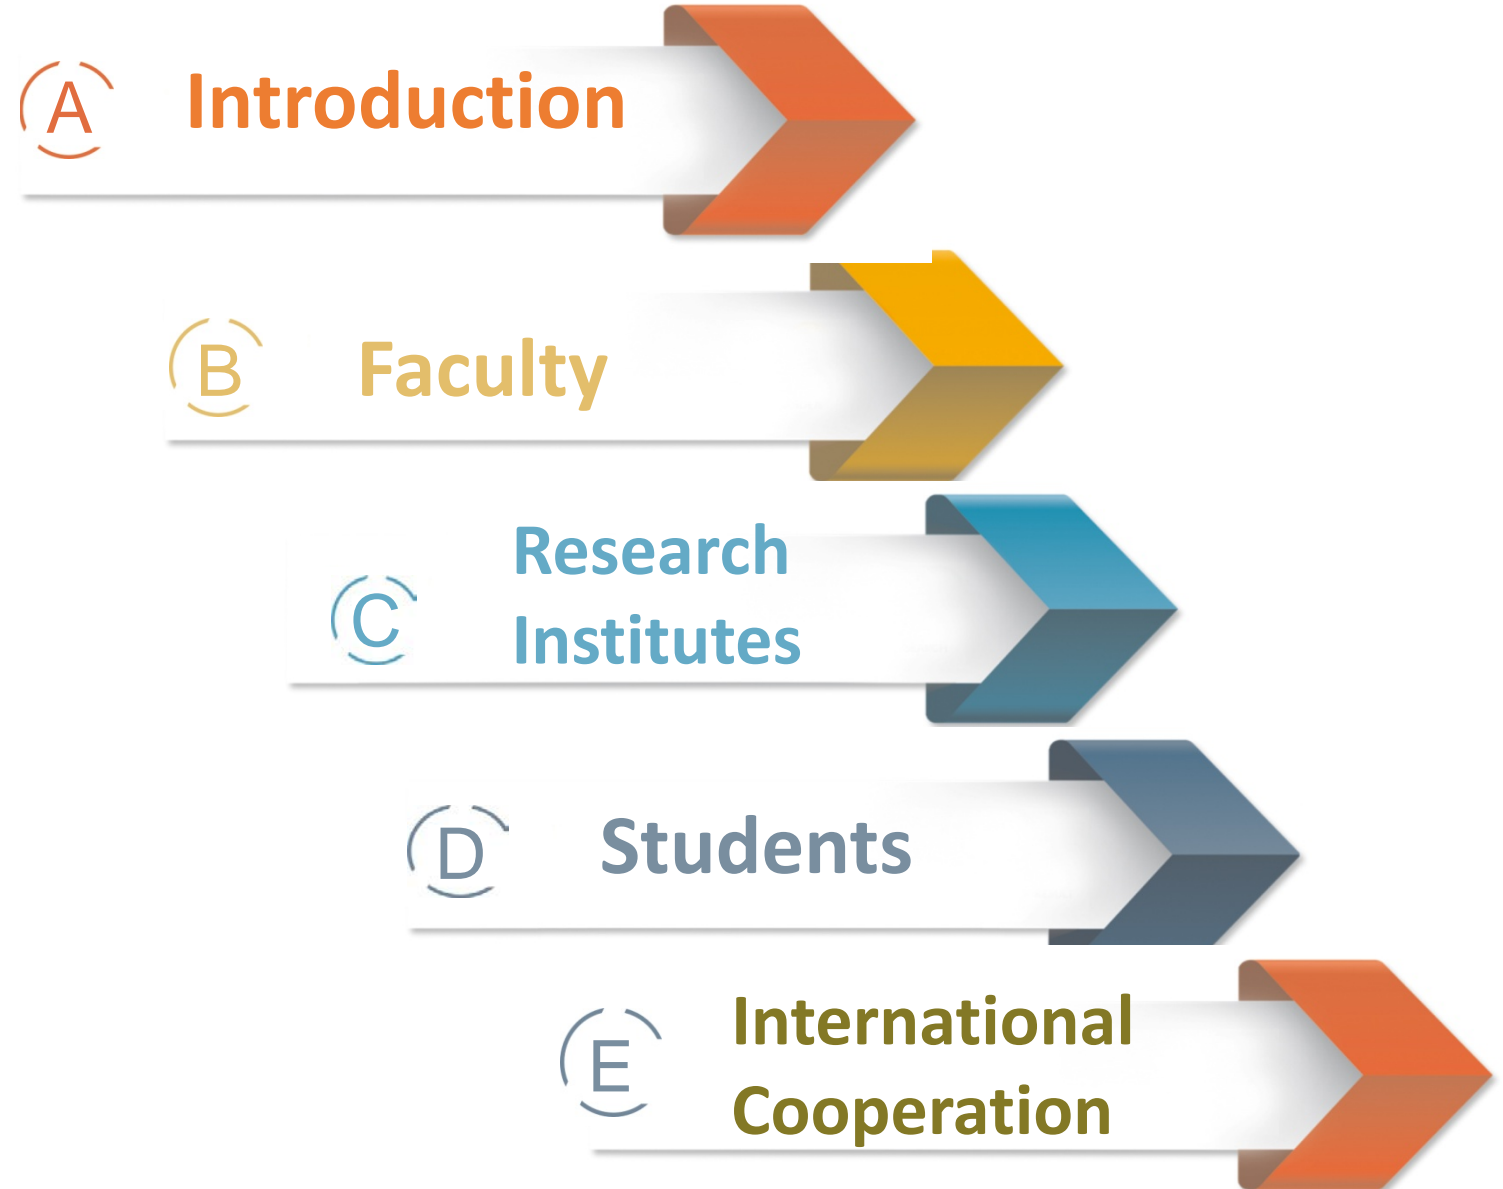 A Introduction
B Faculty
C Research
Institutes
D Students
E International
Cooperation